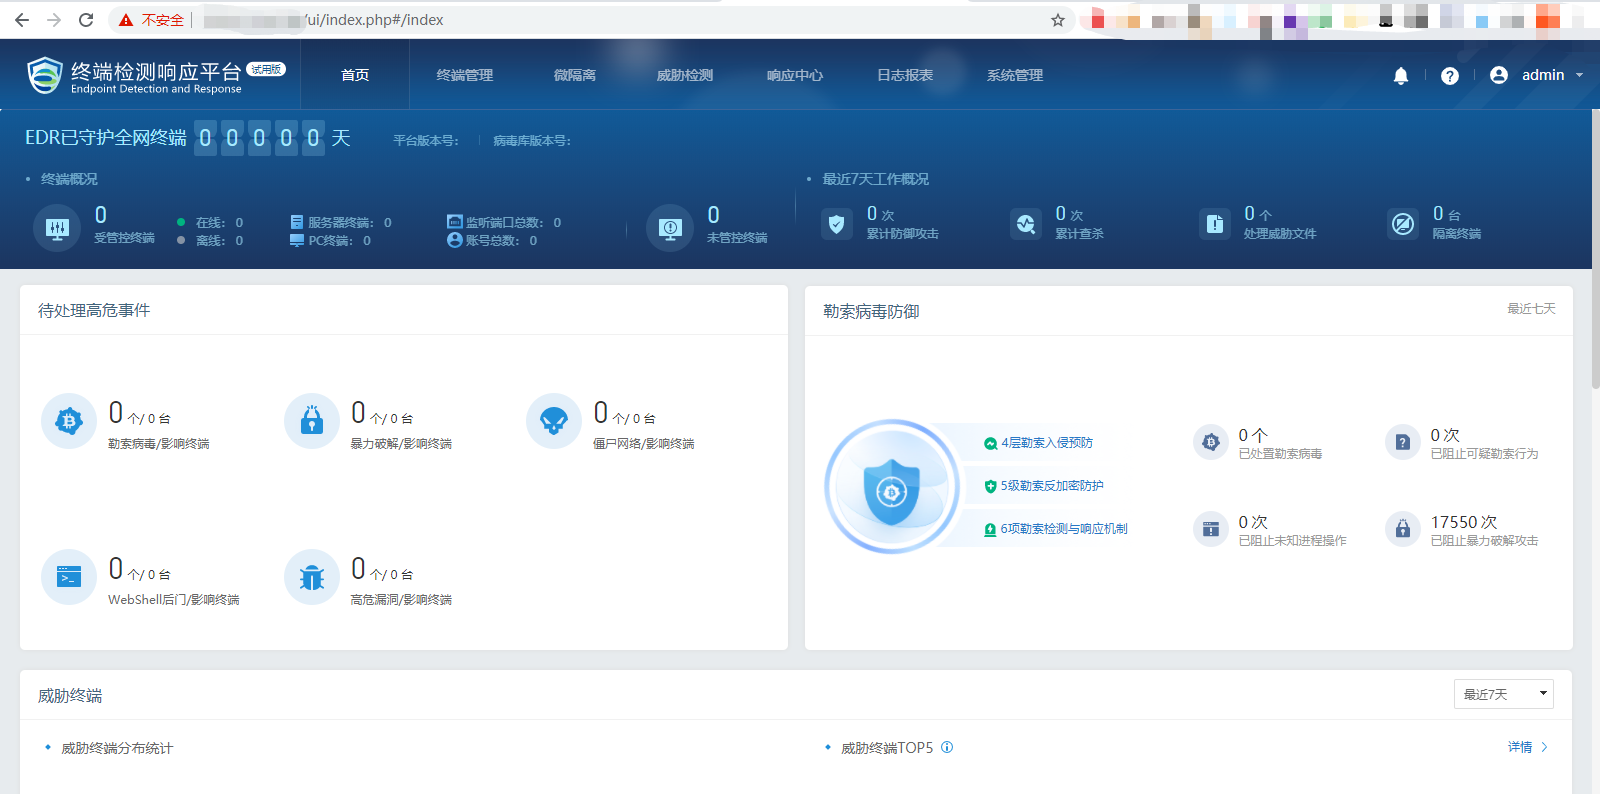 不安全 /ui/index.php#/index
终端检测响应平台 试用版
Endpoint Detection and Response
首页 终端管理 微隔离 威胁检测 响应中心 日志报表 系统管理 admin
EDR已守护全网终端 0 0 0 0 0 天 平台版本号: 病毒库版本号:
终端概况
0
受管控终端
在线: 0
离线: 0
服务器终端: 0
PC终端: 0
监听端口总数: 0
账号总数: 0
0
未管控终端
最近7天工作概况
0 次
累计防御攻击
0 次
累计查杀
0 个
处理威胁文件
0 台
隔离终端
待处理高危事件
0 个/ 0 台
勒索病毒/影响终端
0 个/ 0 台
暴力破解/影响终端
0 个/ 0 台
僵尸网络/影响终端
0 个/ 0 台
WebShell后门/影响终端
0 个/ 0 台
高危漏洞/影响终端
勒索病毒防御 最近七天
4层勒索入侵预防
5级勒索反加密防护
6项勒索检测与响应机制
0 个
已处置勒索病毒
0 次
已阻止可疑勒索行为
0 次
已阻止未知进程操作
17550 次
已阻止暴力破解攻击
威胁终端 最近7天
威胁终端分布统计
威胁终端TOP5 详情